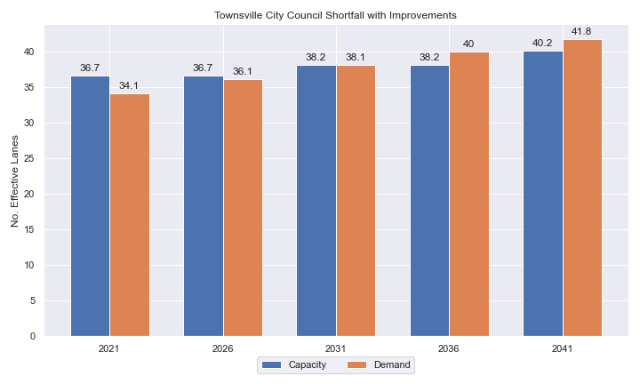 Townsville City Council Shortfall with Improvements
No. Effective Lanes
40
35
30
25
20
15
10
5
0
36.7 34.1 36.7 36.1 38.2 38.1 38.2 40 40.2 41.8
2021 2026 2031 2036 2041
Capacity Demand